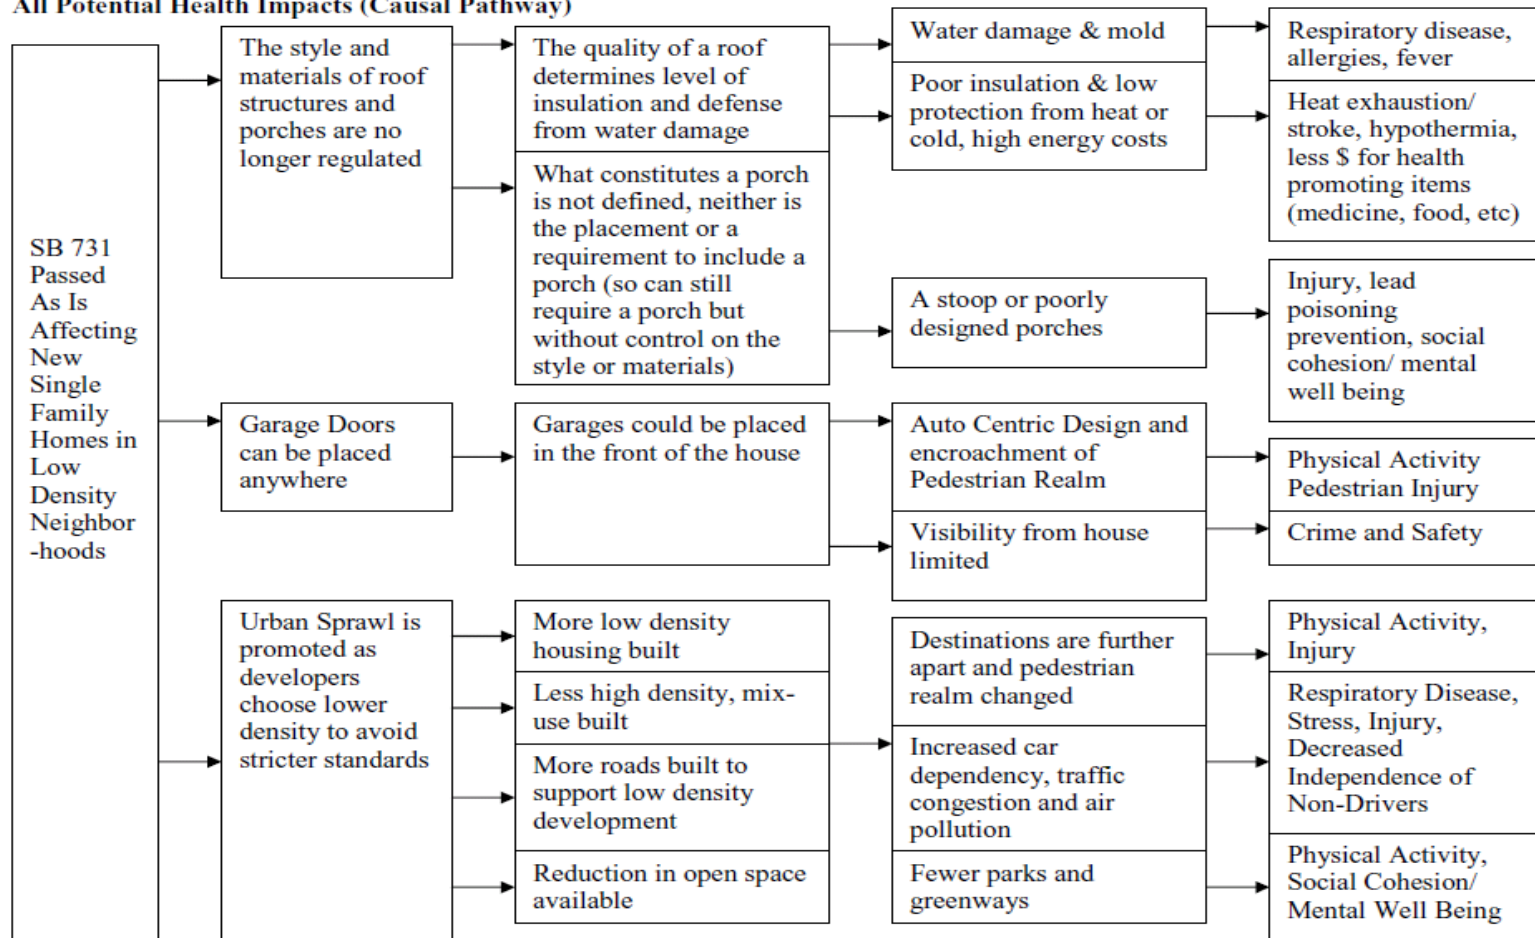 All Potential Health Impacts (Causal Pathway)
SB 731
Passed
As Is
Affecting
New
Single
Family
Homes in
Low
Density
Neighbor
-hoods
The style and
materials of roof
structures and
porches are no
longer regulated
The quality of a roof
determines level of
insulation and defense
from water damage
What constitutes a porch
is not defined, neither is
the placement or a
requirement to include a
porch (so can still
require a porch but
without control on the
style or materials)
Water damage & mold
Poor insulation & low
protection from heat or
cold, high energy costs
A stoop or poorly
designed porches
Respiratory disease,
allergies, fever
Heat exhaustion/
stroke, hypothermia,
less $ for health
promoting items
(medicine, food, etc)
Injury, lead
poisoning
prevention, social
cohesion/ mental
well being
Garage Doors
can be placed
anywhere
Garages could be placed
in the front of the house
Auto Centric Design and
encroachment of
Pedestrian Realm
Visibility from house
limited
Physical Activity
Pedestrian Injury
Crime and Safety
Urban Sprawl is
promoted as
developers
choose lower
density to avoid
stricter standards
More low density
housing built
Less high density, mix-
use built
More roads built to
support low density
development
Reduction in open space
available
Destinations are further
apart and pedestrian
realm changed
Increased car
dependency, traffic
congestion and air
pollution
Fewer parks and
greenways
Physical Activity,
Injury
Respiratory Disease,
Stress, Injury,
Decreased
Independence of
Non-Drivers
Physical Activity,
Social Cohesion/
Mental Well Being